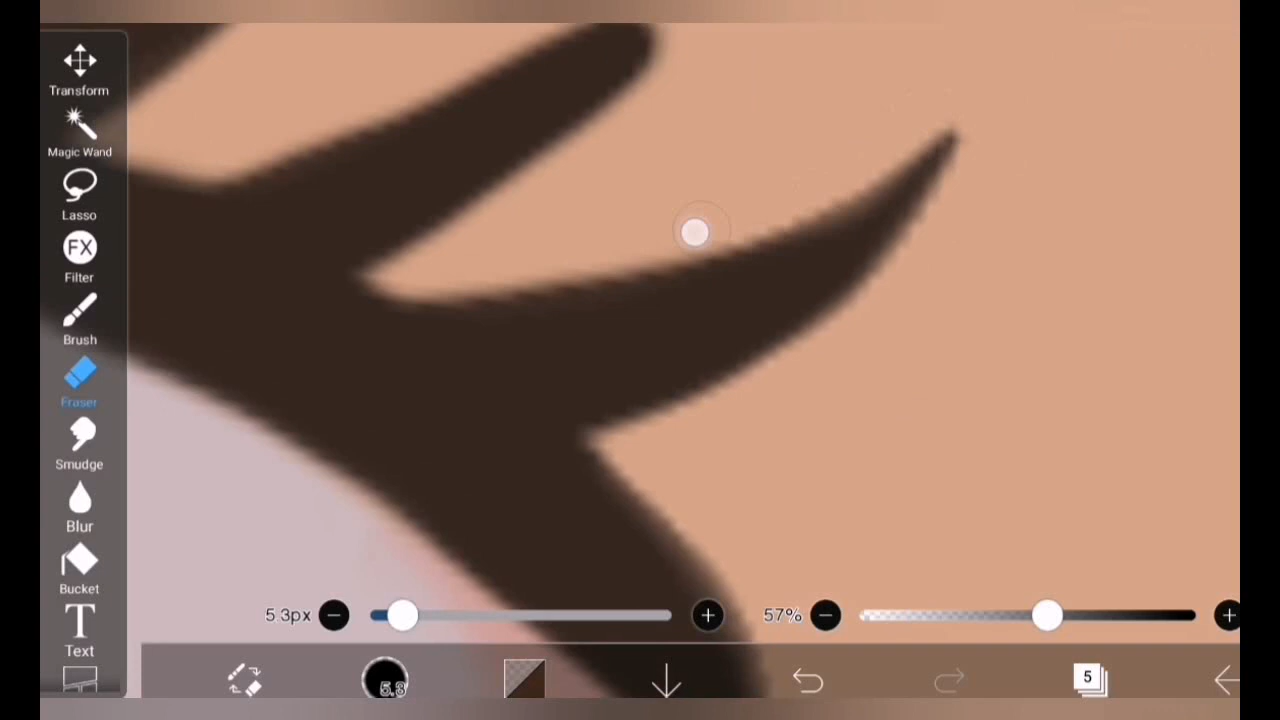 Transform
Magic Wand
Lasso
FX
Filter
Brush
Eraser
Smudge
Blur
Bucket
T
Text
5.3px
57%
5.3
5